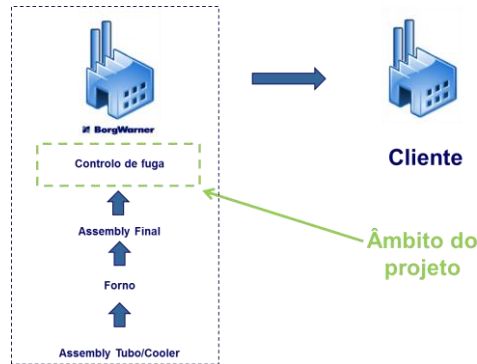 BorgWarner
Controlo de fuga
Assembly Final
Forno
Assembly Tubo/Cooler
Cliente
Âmbito do
projeto